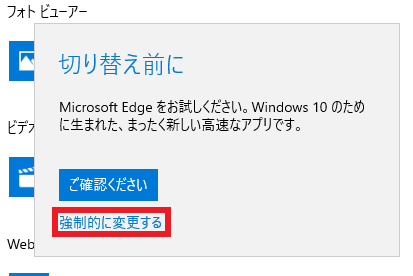 フォト ビューアー
切り替え前に
Microsoft Edge をお試しください。Windows 10 のため
に生まれた、まったく新しい高速なアプリです。
ビデオ
ご確認ください
強制的に変更する
Web